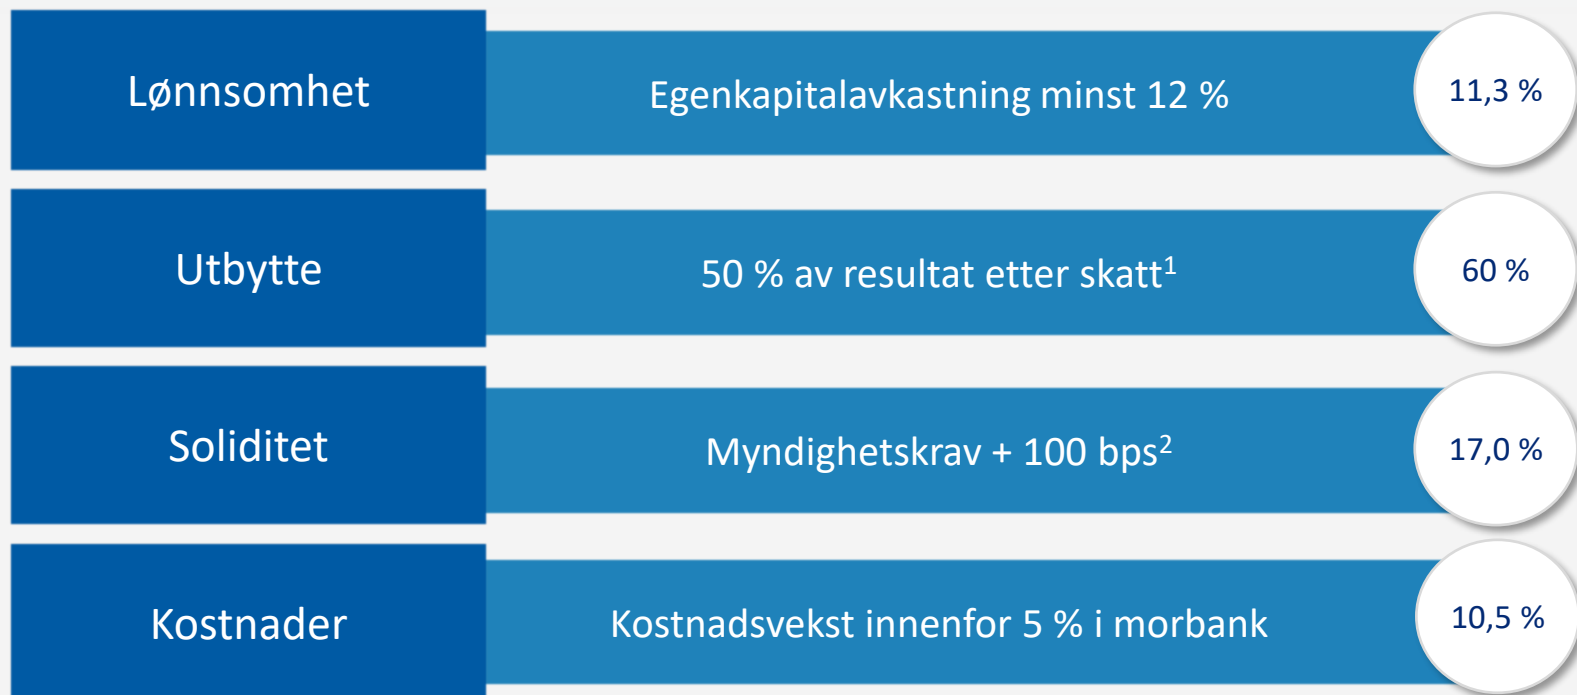 Lønnsomhet
Egenkapitalavkastning minst 12 %
11,3 %
Utbytte
50 % av resultat etter skatt¹
60 %
Soliditet
Myndighetskrav + 100 bps²
17,0 %
Kostnader
Kostnadsvekst innenfor 5 % i morbank
10,5 %